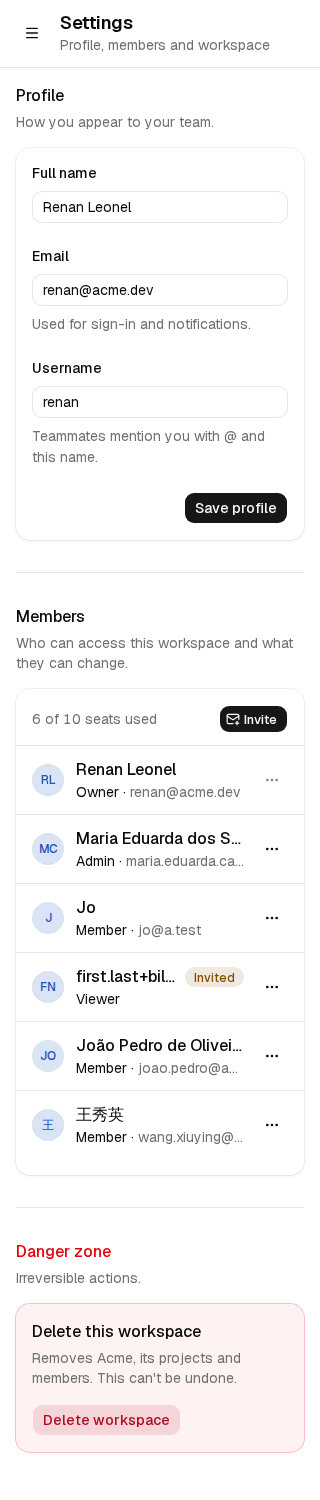 Settings
Profile, members and workspace
Profile
How you appear to your team.
Full name
Renan Leonel
Email
renan@acme.dev
Used for sign-in and notifications.
Username
renan
Teammates mention you with @ and
this name.
Save profile
Members
Who can access this workspace and what
they can change.
6 of 10 seats used
Invite
RL
Renan Leonel
Owner · renan@acme.dev
MC
Maria Eduarda dos S...
Admin · maria.eduarda.ca...
J
Jo
Member · jo@a.test
FN
first.last+bil...
Invited
Viewer
JO
João Pedro de Olivei...
Member · joao.pedro@a...
王
王秀英
Member · wang.xiuying@...
Danger zone
Irreversible actions.
Delete this workspace
Removes Acme, its projects and
members. This can't be undone.
Delete workspace